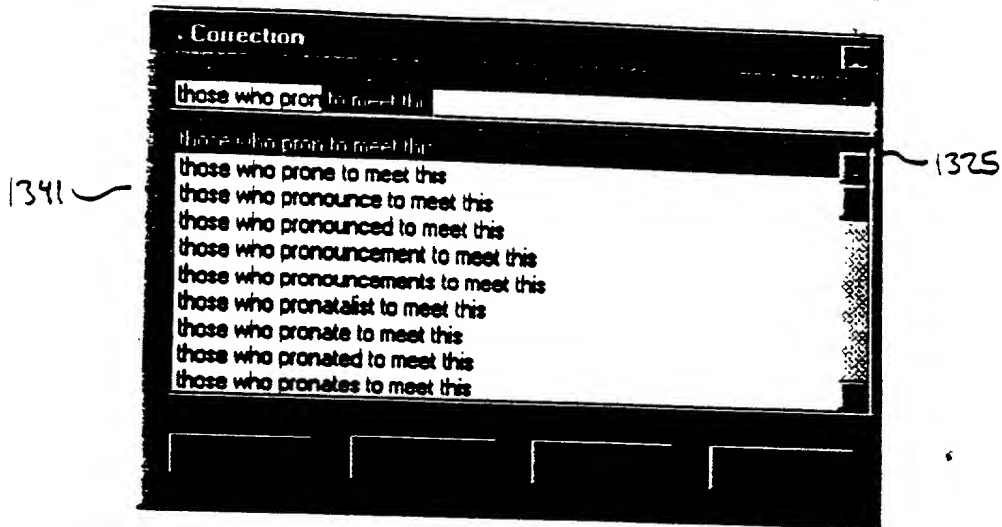 Correction
those who pron to meet this
those who pron to meet this
those who prone to meet this
1325
1341
those who pronounce to meet this
those who pronounced to meet this
those who pronouncement to meet this
those who pronouncements to meet this
those who pronatalist to meet this
those who pronate to meet this
those who pronated to meet this
those who pronates to meet this